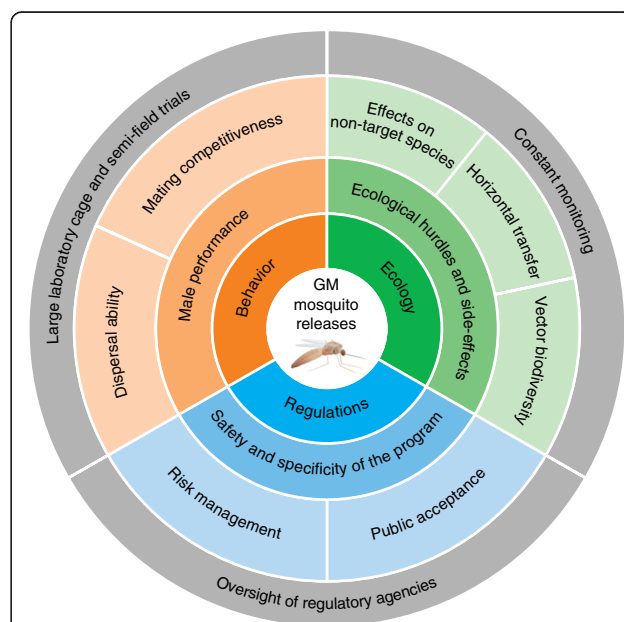 Large laboratory cage and semi-field trials
Constant monitoring
Oversight of regulatory agencies
Mating competitiveness
Dispersal ability
Effects on
non-target species
Horizontal transfer
Vector biodiversity
Risk management
Public acceptance
Male performance
Ecological hurdles and side-effects
Safety and specificity of the program
Behavior
Ecology
Regulations
GM
mosquito
releases